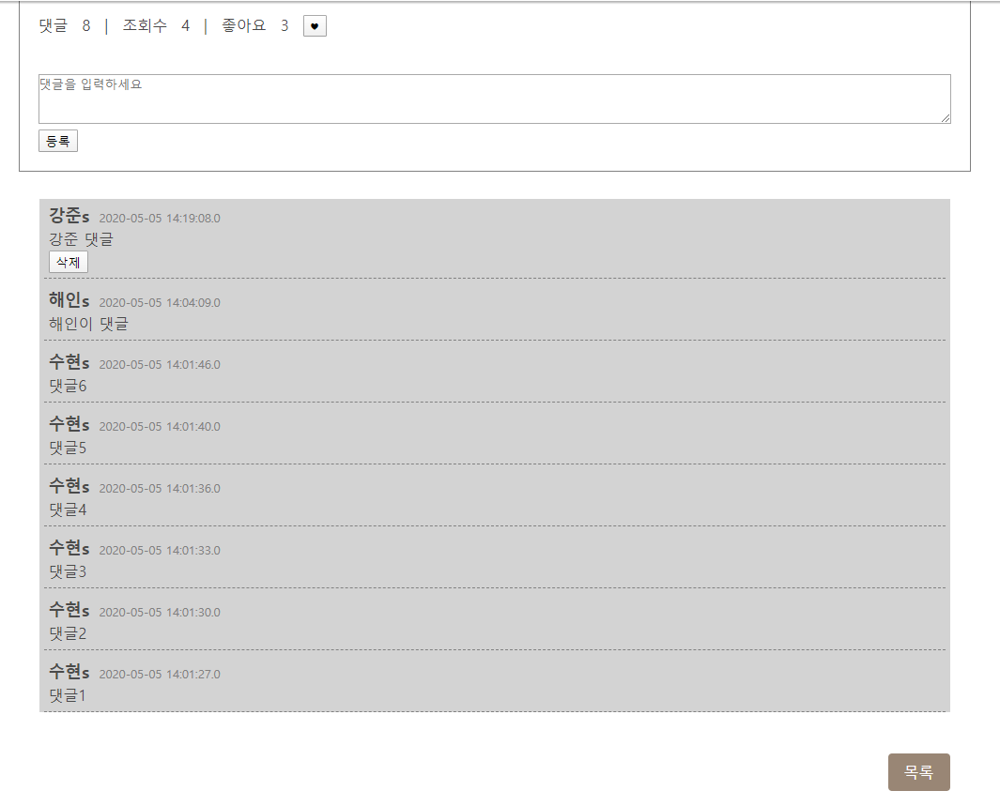 댓글 8 | 조회수 4 | 좋아요 3 ♥
댓글을 입력하세요
등록
강준s 2020-05-05 14:19:08.0
강준 댓글
삭제
해인s 2020-05-05 14:04:09.0
해인이 댓글
수현s 2020-05-05 14:01:46.0
댓글6
수현s 2020-05-05 14:01:40.0
댓글5
수현s 2020-05-05 14:01:36.0
댓글4
수현s 2020-05-05 14:01:33.0
댓글3
수현s 2020-05-05 14:01:30.0
댓글2
수현s 2020-05-05 14:01:27.0
댓글1
목록